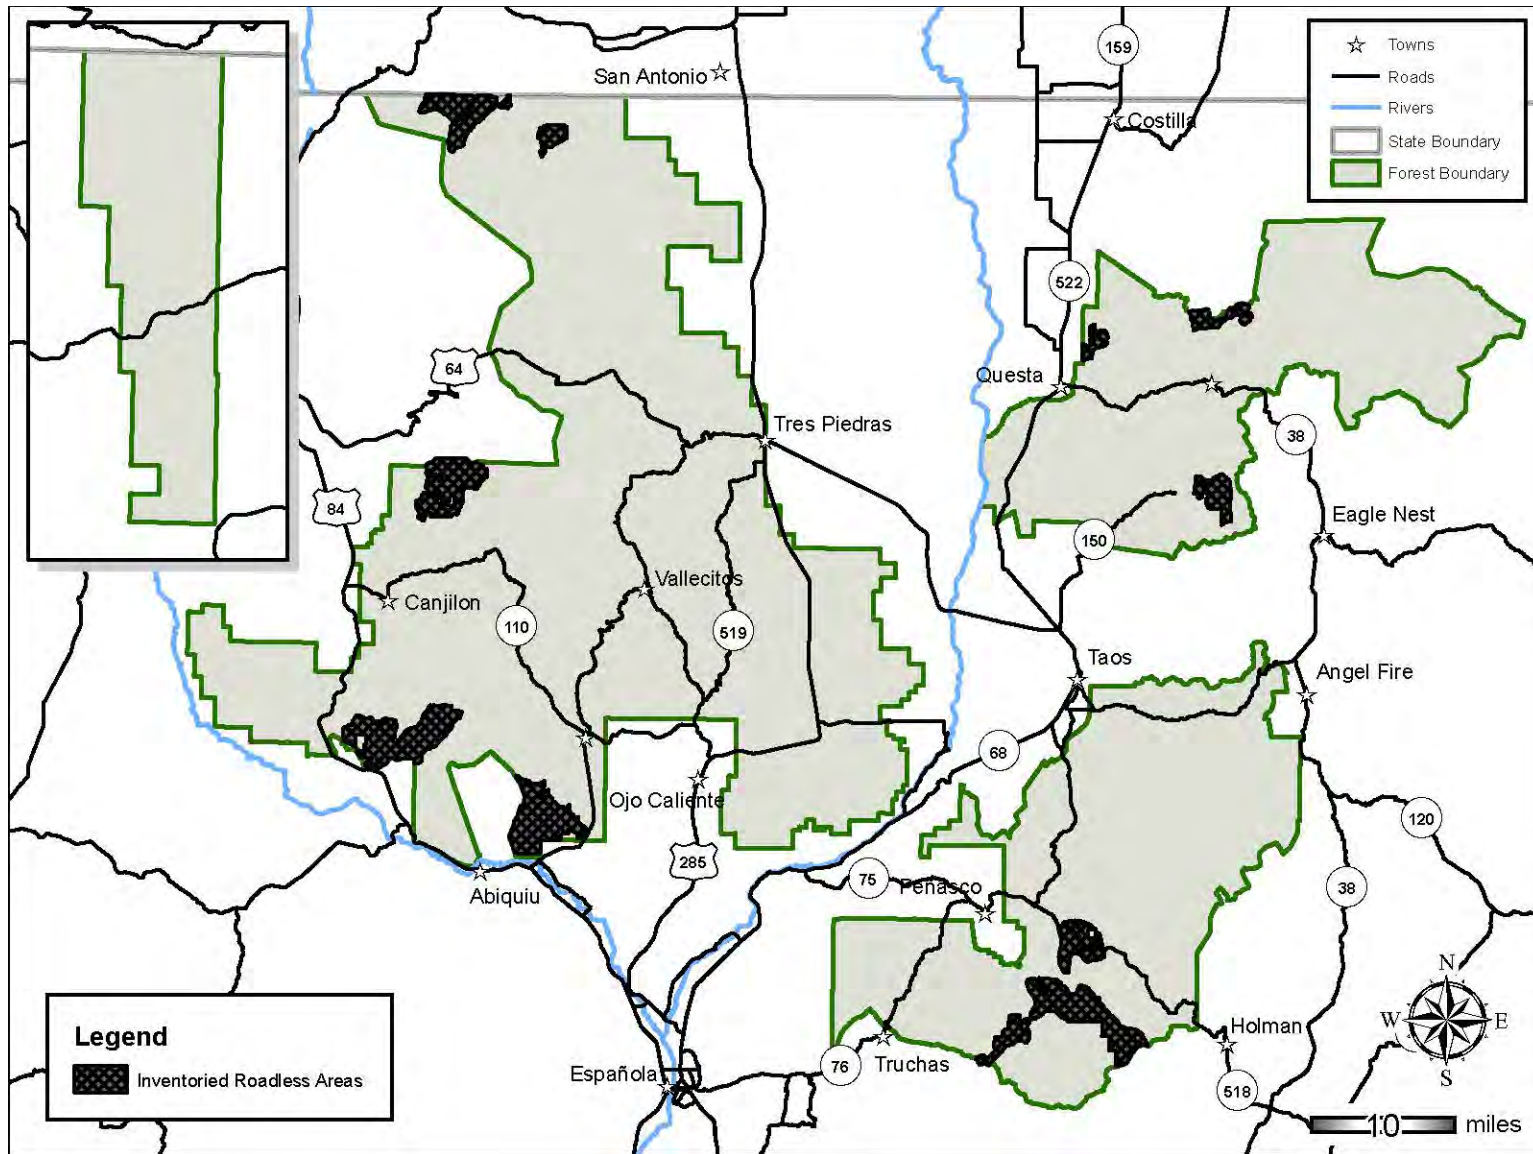 159
Towns
Roads
Rivers
State Boundary
Forest Boundary
San Antonio
Costilla
522
64
Questa
Tres Piedras
38
84
Eagle Nest
150
Vallecitos
Canjilon
110
519
Taos
Angel Fire
68
Ojo Caliente
120
285
75
Peñasco
38
Abiquiu
N
W
E
S
Legend
Inventoried Roadless Areas
Holman
Española
76
Truchas
518
10 miles